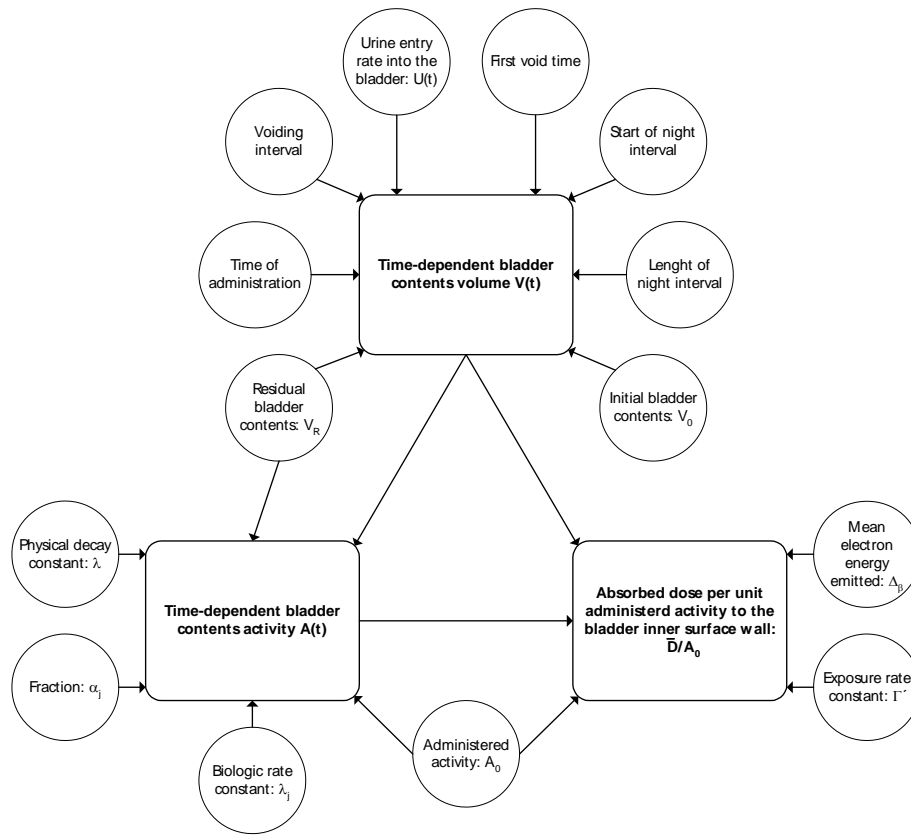 Urine entry
rate into the
bladder: U(t)
First void time
Voiding
interval
Start of night
interval
Time of
administration
Time-dependent bladder
contents volume V(t)
Lenght of
night interval
Residual
bladder
contents: V_R
Initial bladder
contents: V_0
Physical decay
constant: λ
Mean
electron
energy
emitted: Δ_β
Time-dependent bladder
contents activity A(t)
Absorbed dose per unit
administerd activity to the
bladder inner surface wall:
D̅/A_0
Fraction: α_j
Exposure rate
constant: Γ´
Biologic rate
constant: λ_j
Administered
activity: A_0